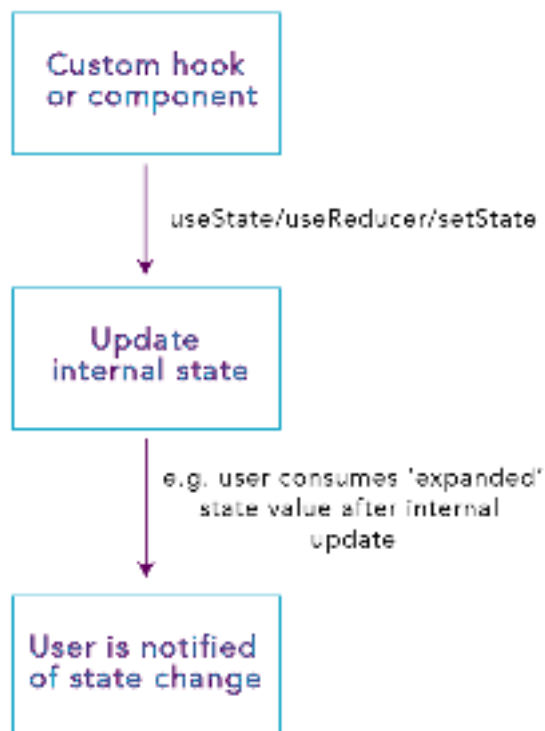 Custom hook
or component
useState/useReducer/setState
Update
internal state
e.g. user consumes 'expanded'
state value after internal
update
User is notified
of state change